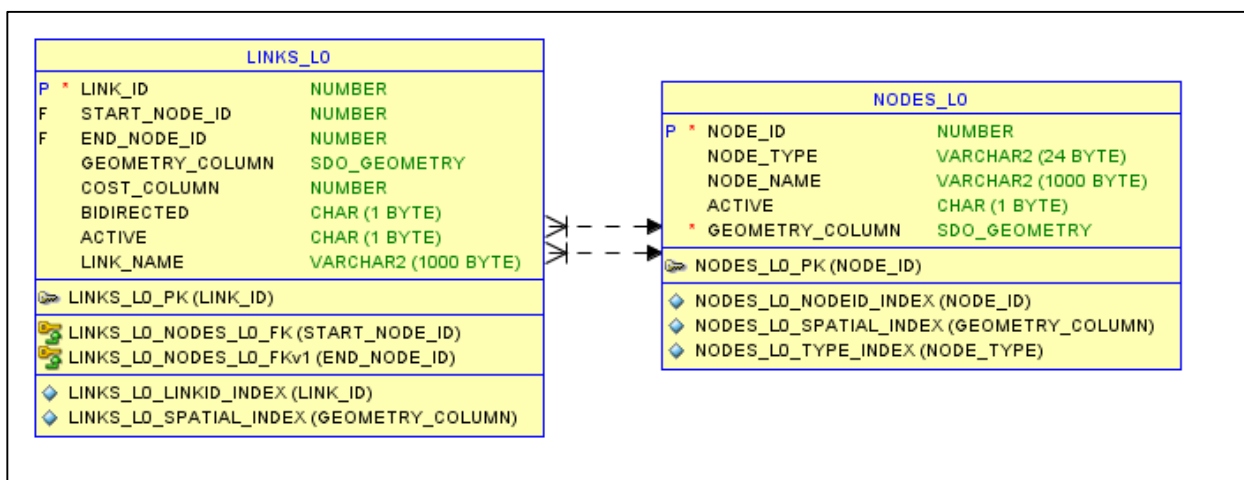 LINKS_L0
P * LINK_ID NUMBER
F START_NODE_ID NUMBER
F END_NODE_ID NUMBER
GEOMETRY_COLUMN SDO_GEOMETRY
COST_COLUMN NUMBER
BIDIRECTED CHAR (1 BYTE)
ACTIVE CHAR (1 BYTE)
LINK_NAME VARCHAR2 (1000 BYTE)
LINKS_L0_PK (LINK_ID)
LINKS_L0_NODES_L0_FK (START_NODE_ID)
LINKS_L0_NODES_L0_FKv1 (END_NODE_ID)
LINKS_L0_LINKID_INDEX (LINK_ID)
LINKS_L0_SPATIAL_INDEX (GEOMETRY_COLUMN)
NODES_L0
P * NODE_ID NUMBER
NODE_TYPE VARCHAR2 (24 BYTE)
NODE_NAME VARCHAR2 (1000 BYTE)
ACTIVE CHAR (1 BYTE)
* GEOMETRY_COLUMN SDO_GEOMETRY
NODES_L0_PK (NODE_ID)
NODES_L0_NODEID_INDEX (NODE_ID)
NODES_L0_SPATIAL_INDEX (GEOMETRY_COLUMN)
NODES_L0_TYPE_INDEX (NODE_TYPE)